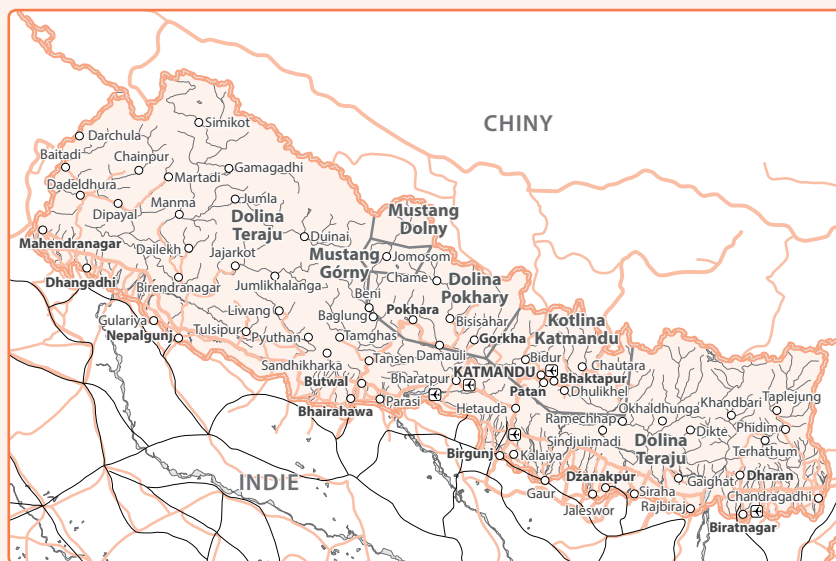 CHINY
Simikot
Darchula
Baitadi
Chainpur
Gamagadhi
Martadi
Dadeldhura
Jumla
Dipayal
Manma
Dolina
Teraju
Mustang
Dolny
Duinai
Mahendranagar
Dailekh
Jajarkot
Mustang
Górny
Jomosom
Dhangadhi
Birendranagar
Jumlikhalanga
Chame
Dolina
Pokhary
Beni
Liwang
Baglung
Pokhara
Bisisahar
Kotlina
Katmandu
Gulariya
Nepalgunj
Tulsipur
Pyuthan
Tamghas
Gorkha
Sandhikharka
Tansen
Damauli
Bidur
Chautara
Butwal
Bharatpur
KATMANDU
Bhaktapur
Patan
Dhulikhel
Bhairahawa
Parasi
Hetauda
Okhaldhunga
Khandbari
Taplejung
Ramechhap
Sindjulimadi
Dolina
Teraju
Dikte
Phidim
Terhathum
Birgunj
Kalaiya
INDIE
Gaur
Dżanakpur
Jaleswor
Siraha
Rajbiraj
Gaighat
Dharan
Chandragadhi
Biratnagar